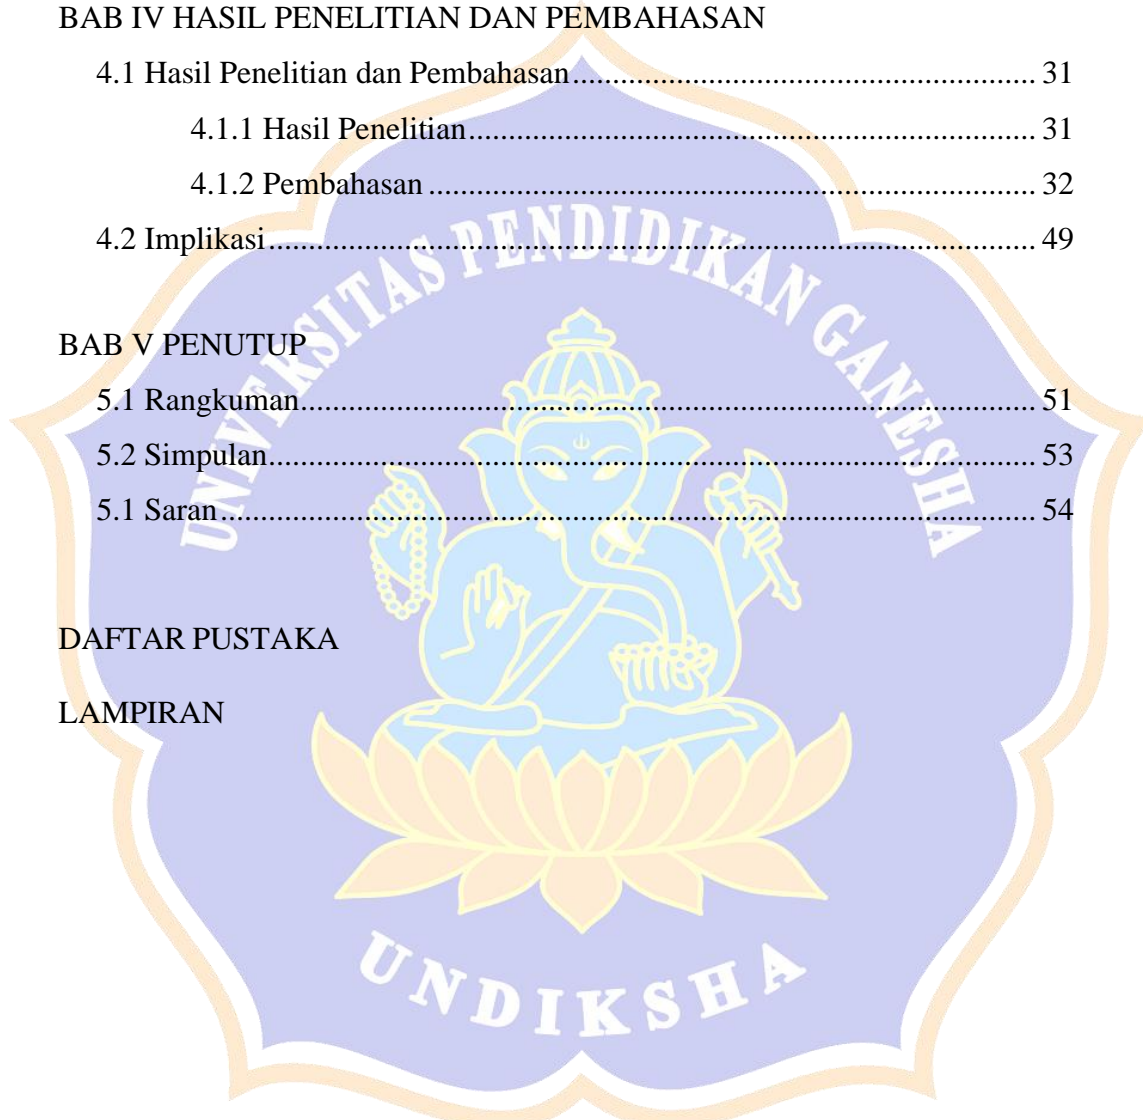 BAB IV HASIL PENELITIAN DAN PEMBAHASAN
4.1 Hasil Penelitian dan Pembahasan.......................................................... 31
4.1.1 Hasil Penelitian....................................................................... 31
4.1.2 Pembahasan ............................................................................ 32
4.2 Implikasi................................................................................................ 49
BAB V PENUTUP
5.1 Rangkuman............................................................................................ 51
5.2 Simpulan................................................................................................ 53
5.1 Saran ...................................................................................................... 54
DAFTAR PUSTAKA
LAMPIRAN
UNIVERSITAS PENDIDIKAN GANESHA
UNDIKSHA